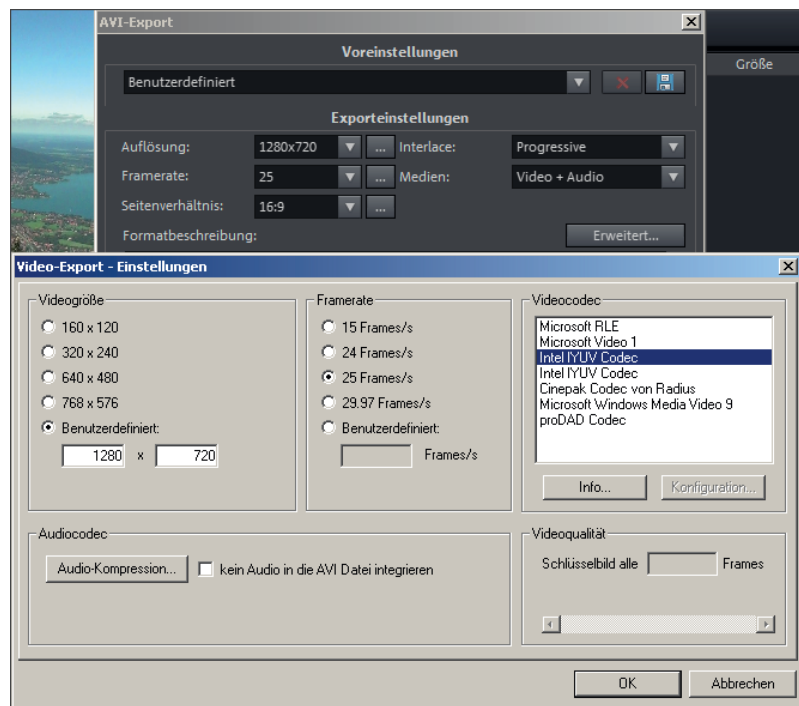 AVI-Export
Voreinstellungen
Größe
Benutzerdefiniert
Exporteinstellungen
Auflösung: 1280x720 ... Interlace: Progressive
Framerate: 25 ... Medien: Video + Audio
Seitenverhältnis: 16:9 ...
Formatbeschreibung: Erweitert...
Video-Export - Einstellungen
Videogröße
160 x 120
320 x 240
640 x 480
768 x 576
Benutzerdefiniert:
1280 x 720
Framerate
15 Frames/s
24 Frames/s
25 Frames/s
29.97 Frames/s
Benutzerdefiniert:
Frames/s
Videocodec
Microsoft RLE
Microsoft Video 1
Intel IYUV Codec
Intel IYUV Codec
Cinepak Codec von Radius
Microsoft Windows Media Video 9
proDAD Codec
Info... Konfiguration...
Audiocodec
Audio-Kompression... kein Audio in die AVI Datei integrieren
Videoqualität
Schlüsselbild alle Frames
OK Abbrechen